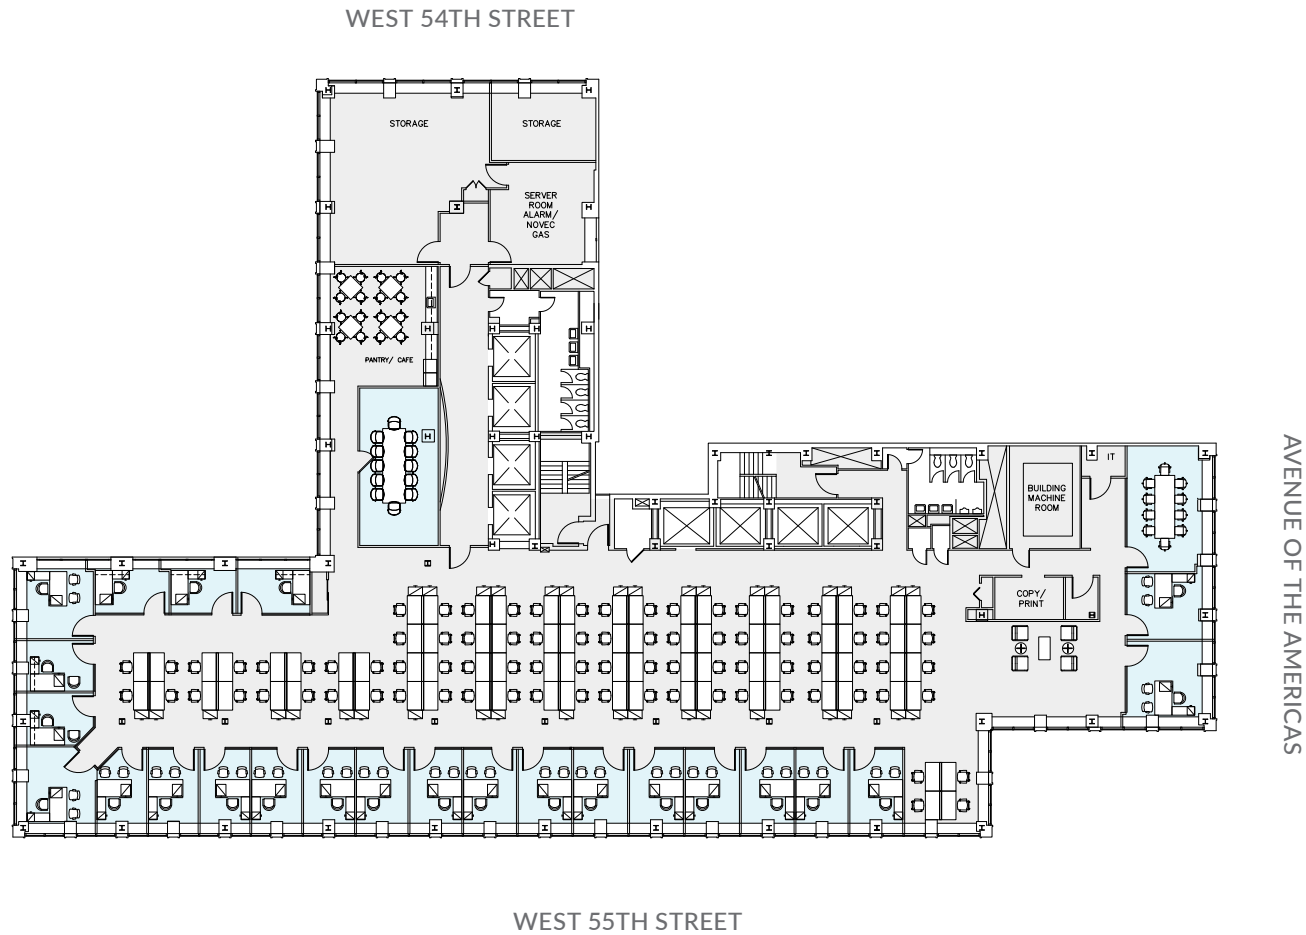 WEST 54TH STREET
STORAGE
STORAGE
SERVER
ROOM
ALARM/
NOVEC
GAS
PANTRY/ CAFE
IT
BUILDING
MACHINE
ROOM
COPY/
PRINT
AVENUE OF THE AMERICAS
WEST 55TH STREET